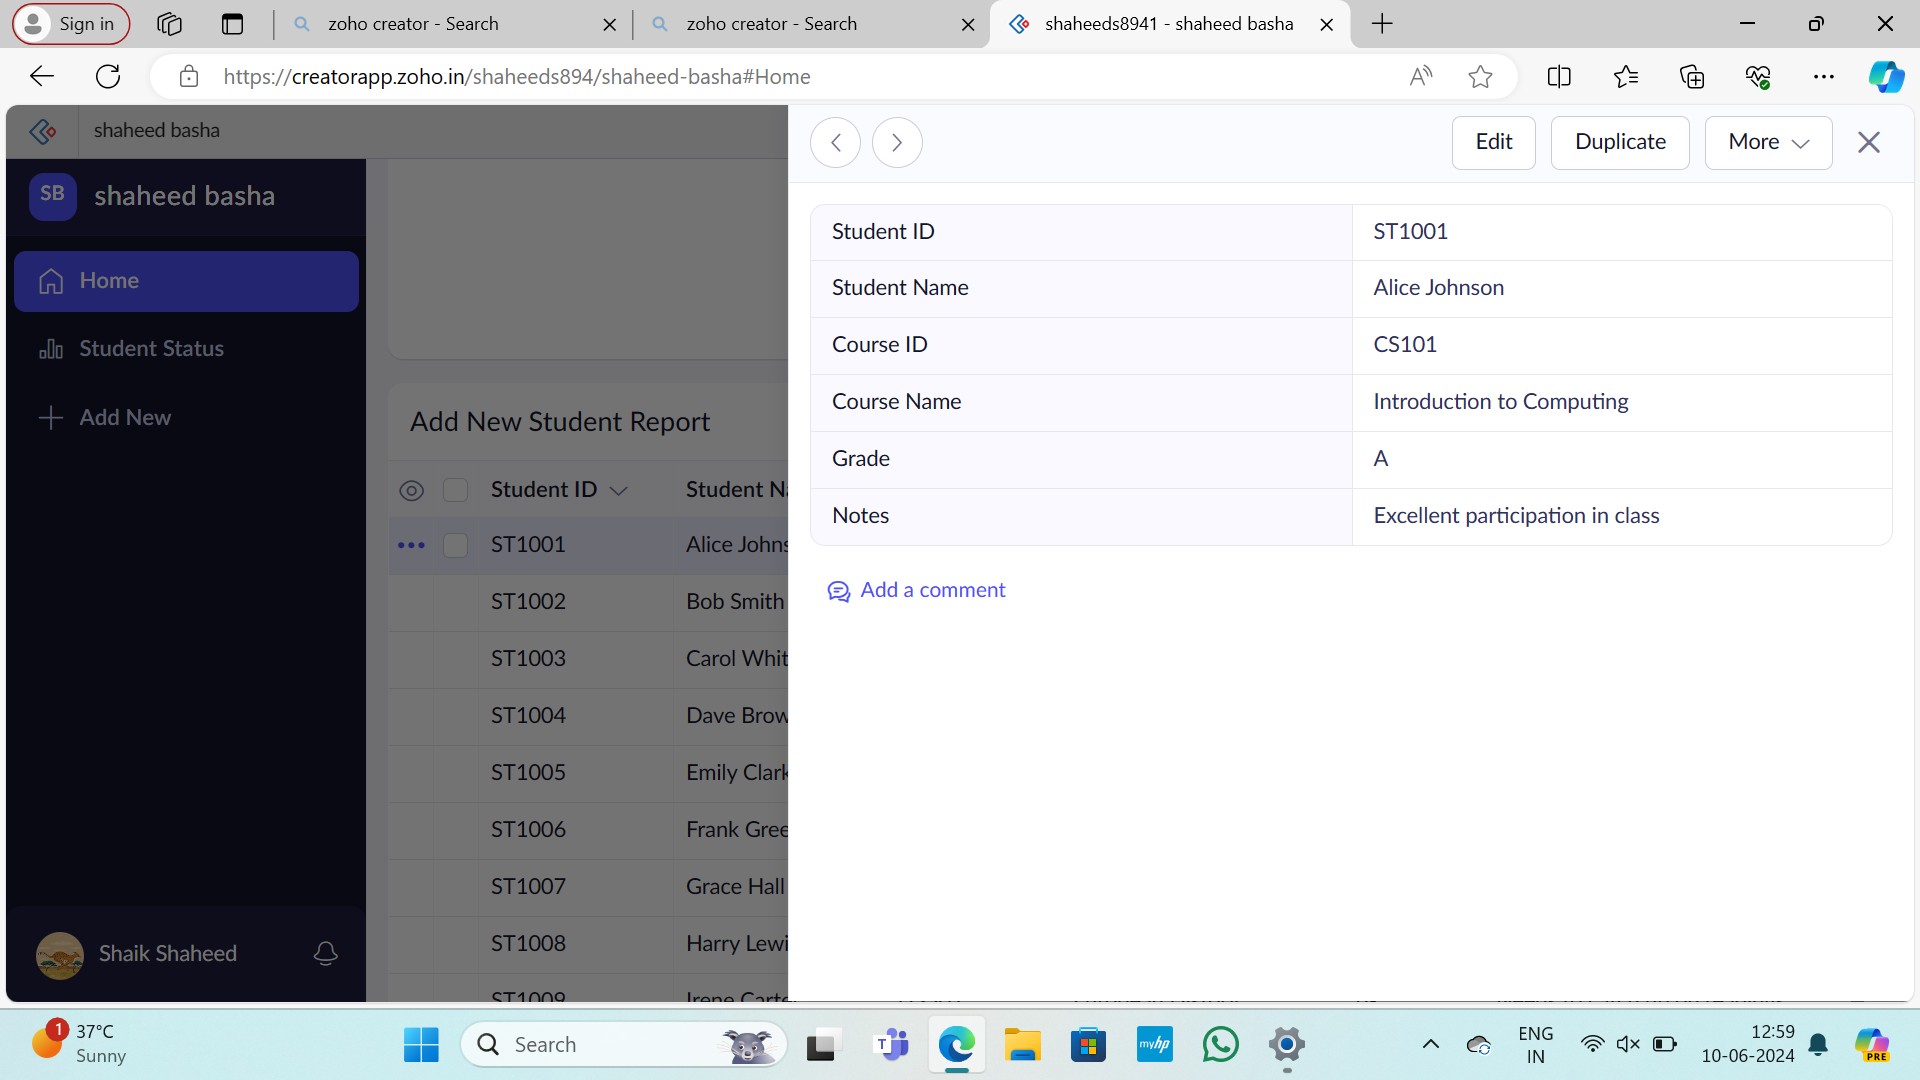 Sign in
zoho creator - Search
zoho creator - Search
shaheeds8941 - shaheed basha
https://creatorapp.zoho.in/shaheeds894/shaheed-basha#Home
shaheed basha
SB shaheed basha
Home
Student Status
Add New
Shaik Shaheed
Add New Student Report
Student ID Student Na
ST1001 Alice Johns
ST1002 Bob Smith
ST1003 Carol Whit
ST1004 Dave Brow
ST1005 Emily Clark
ST1006 Frank Gree
ST1007 Grace Hall
ST1008 Harry Lewi
ST1009 Irene Carte
Edit Duplicate More
Student ID ST1001
Student Name Alice Johnson
Course ID CS101
Course Name Introduction to Computing
Grade A
Notes Excellent participation in class
Add a comment
1 37°C
Sunny
Search
T
myhp
ENG
IN
12:59
10-06-2024
PRE